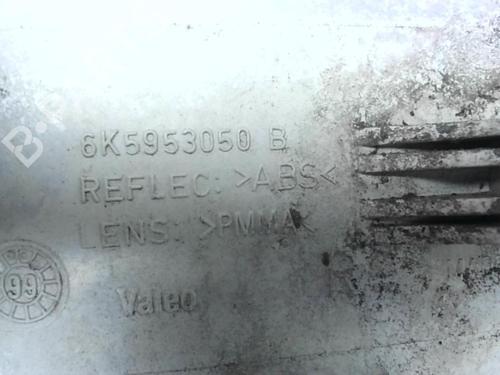 6K5953050 B
REFLEC: >ABS<
LENS: >PMMA<
99
Valeo